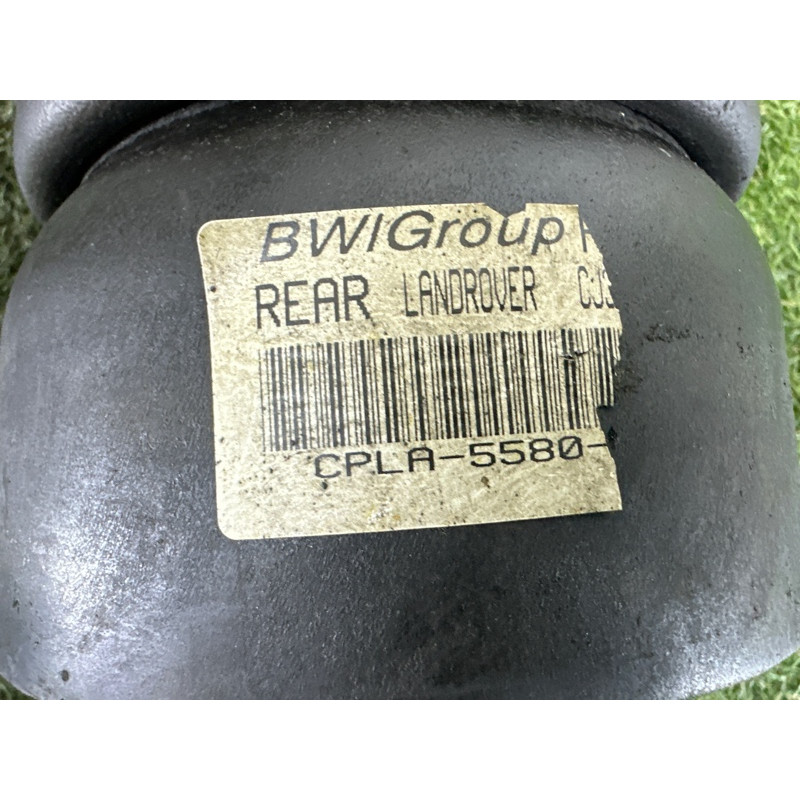 BWIGroup
REAR LANDROVER
CPLA-5580-